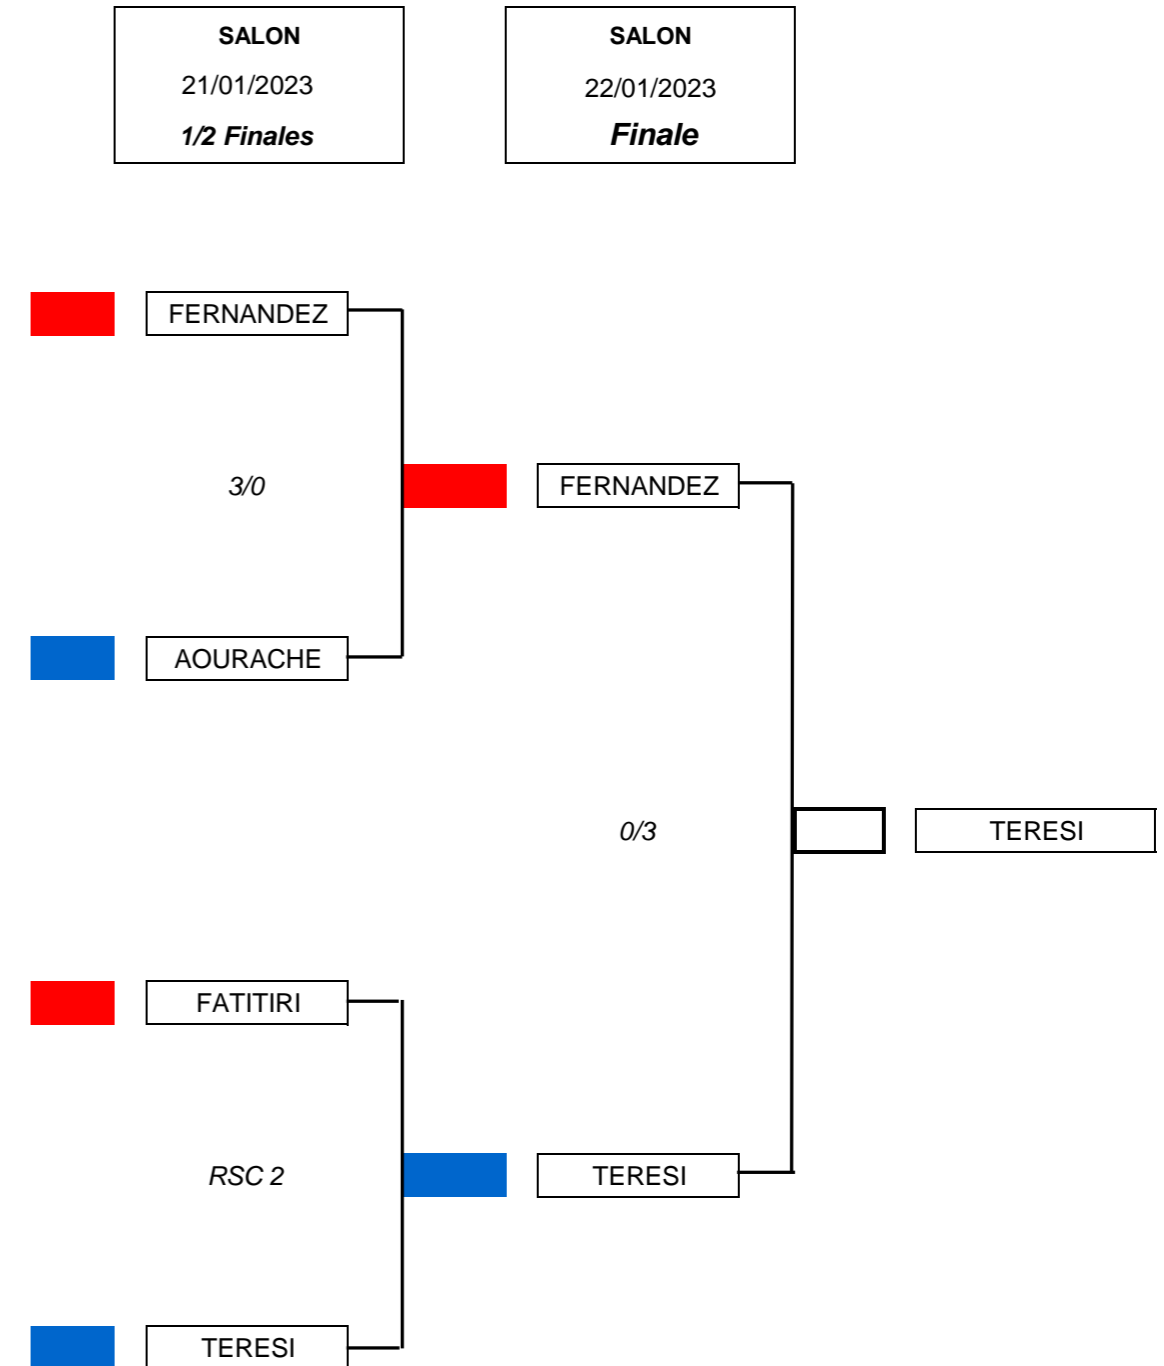 SALON
21/01/2023
1/2 Finales
SALON
22/01/2023
Finale
FERNANDEZ
3/0
FERNANDEZ
AOURACHE
0/3
TERESI
FATITIRI
RSC 2
TERESI
TERESI